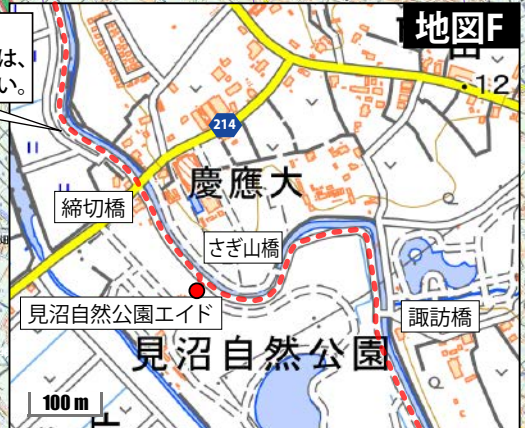 地図F
は、
い。
12
214
慶應大
締切橋
さぎ山橋
見沼自然公園エイド
諏訪橋
見沼自然公園
100 m